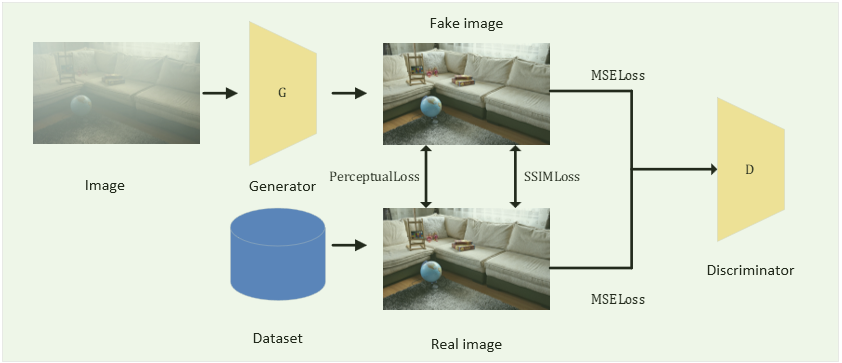 Fake image
MSELoss
G
D
PerceptualLoss
SSIMLoss
Image
Generator
Discriminator
MSELoss
Dataset
Real image